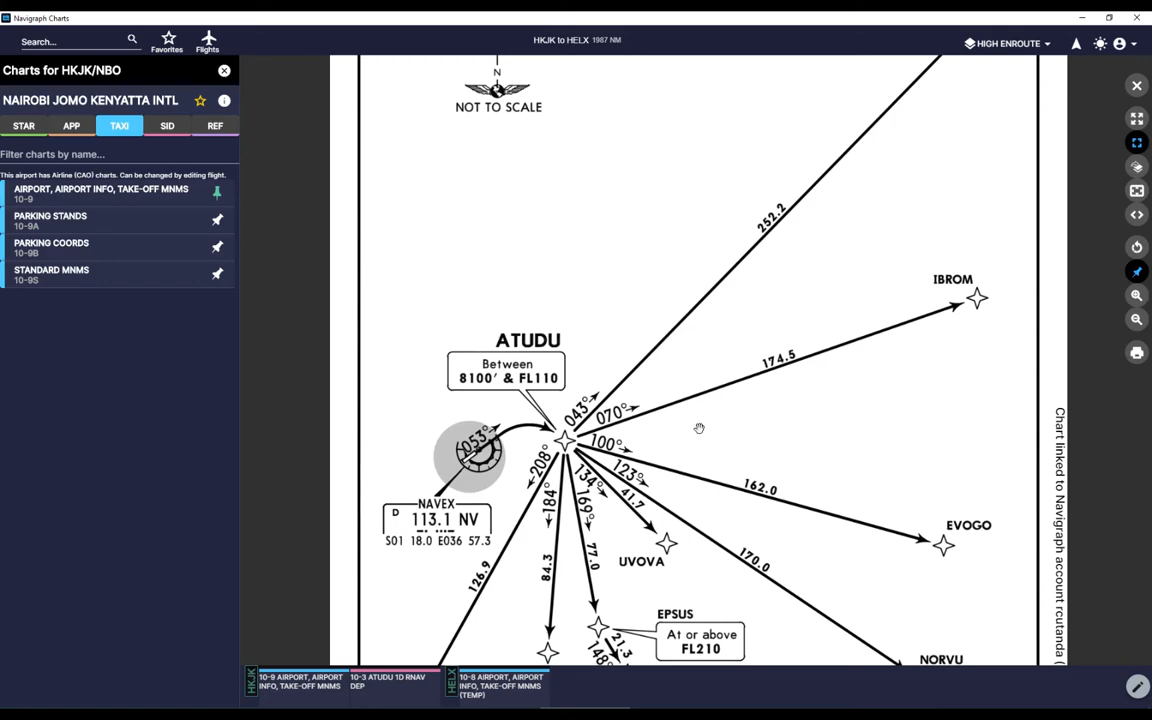 Navigraph Charts
Search...
Favorites
Flights
HKJK to HELX 1987 NM
HIGH ENROUTE
Charts for HKJK/NBO
NAIROBI JOMO KENYATTA INTL
STAR APP TAXI SID REF
Filter charts by name...
This airport has Airline (CAO) charts. Can be changed by editing flight.
AIRPORT, AIRPORT INFO, TAKE-OFF MNMS
10-9
PARKING STANDS
10-9A
PARKING COORDS
10-9B
STANDARD MNMS
10-9S
N
NOT TO SCALE
252.2
IBROM
174.5
ATUDU
Between
8100' & FL110
043°
070°
053°
100°
208°
123°
134°
184°
169°
41.7
162.0
EVOGO
NAVEX
D 113.1 NV
S01 18.0 E036 57.3
UVOVA
170.0
77.0
84.3
126.9
EPSUS
At or above
FL210
21.3
148°
NORVU
Chart linked to Navigraph account rcutanda (
HKJK
10-9 AIRPORT, AIRPORT
INFO, TAKE-OFF MNMS
10-3 ATUDU 1D RNAV
DEP
HELX
10-8 AIRPORT, AIRPORT
INFO, TAKE-OFF MNMS
(TEMP)